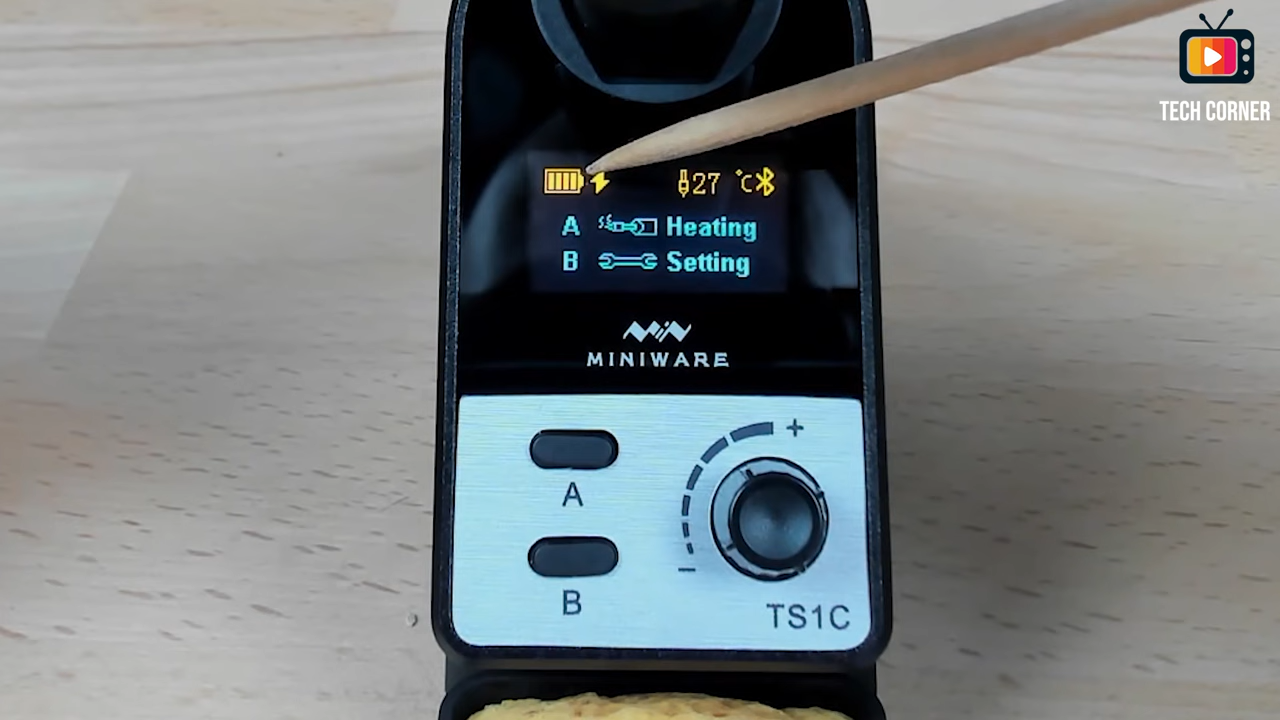 TECH CORNER
27 °C
A Heating
B Setting
MINIWARE
+
A
B
−
TS1C